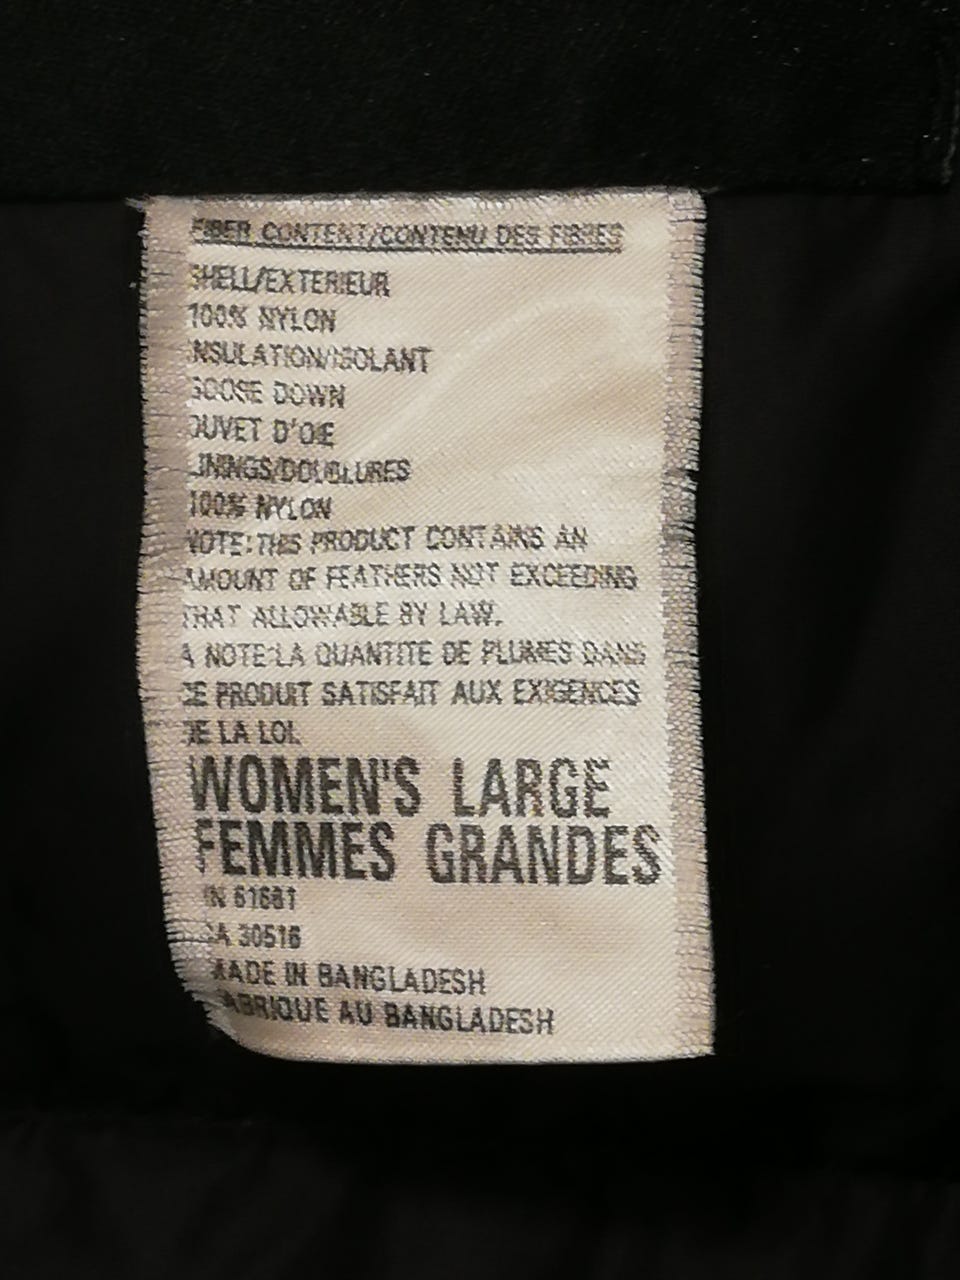 FIBER CONTENT/CONTENU DES FIBRES
SHELL/EXTERIEUR
100% NYLON
INSULATION/ISOLANT
GOOSE DOWN
DUVET D'OIE
LININGS/DOUBLURES
100% NYLON
NOTE:THIS PRODUCT CONTAINS AN
AMOUNT OF FEATHERS NOT EXCEEDING
THAT ALLOWABLE BY LAW.
A NOTE:LA QUANTITE DE PLUMES DANS
CE PRODUIT SATISFAIT AUX EXIGENCES
DE LA LOI.
WOMEN'S LARGE
FEMMES GRANDES
RN 61661
CA 30516
MADE IN BANGLADESH
FABRIQUE AU BANGLADESH